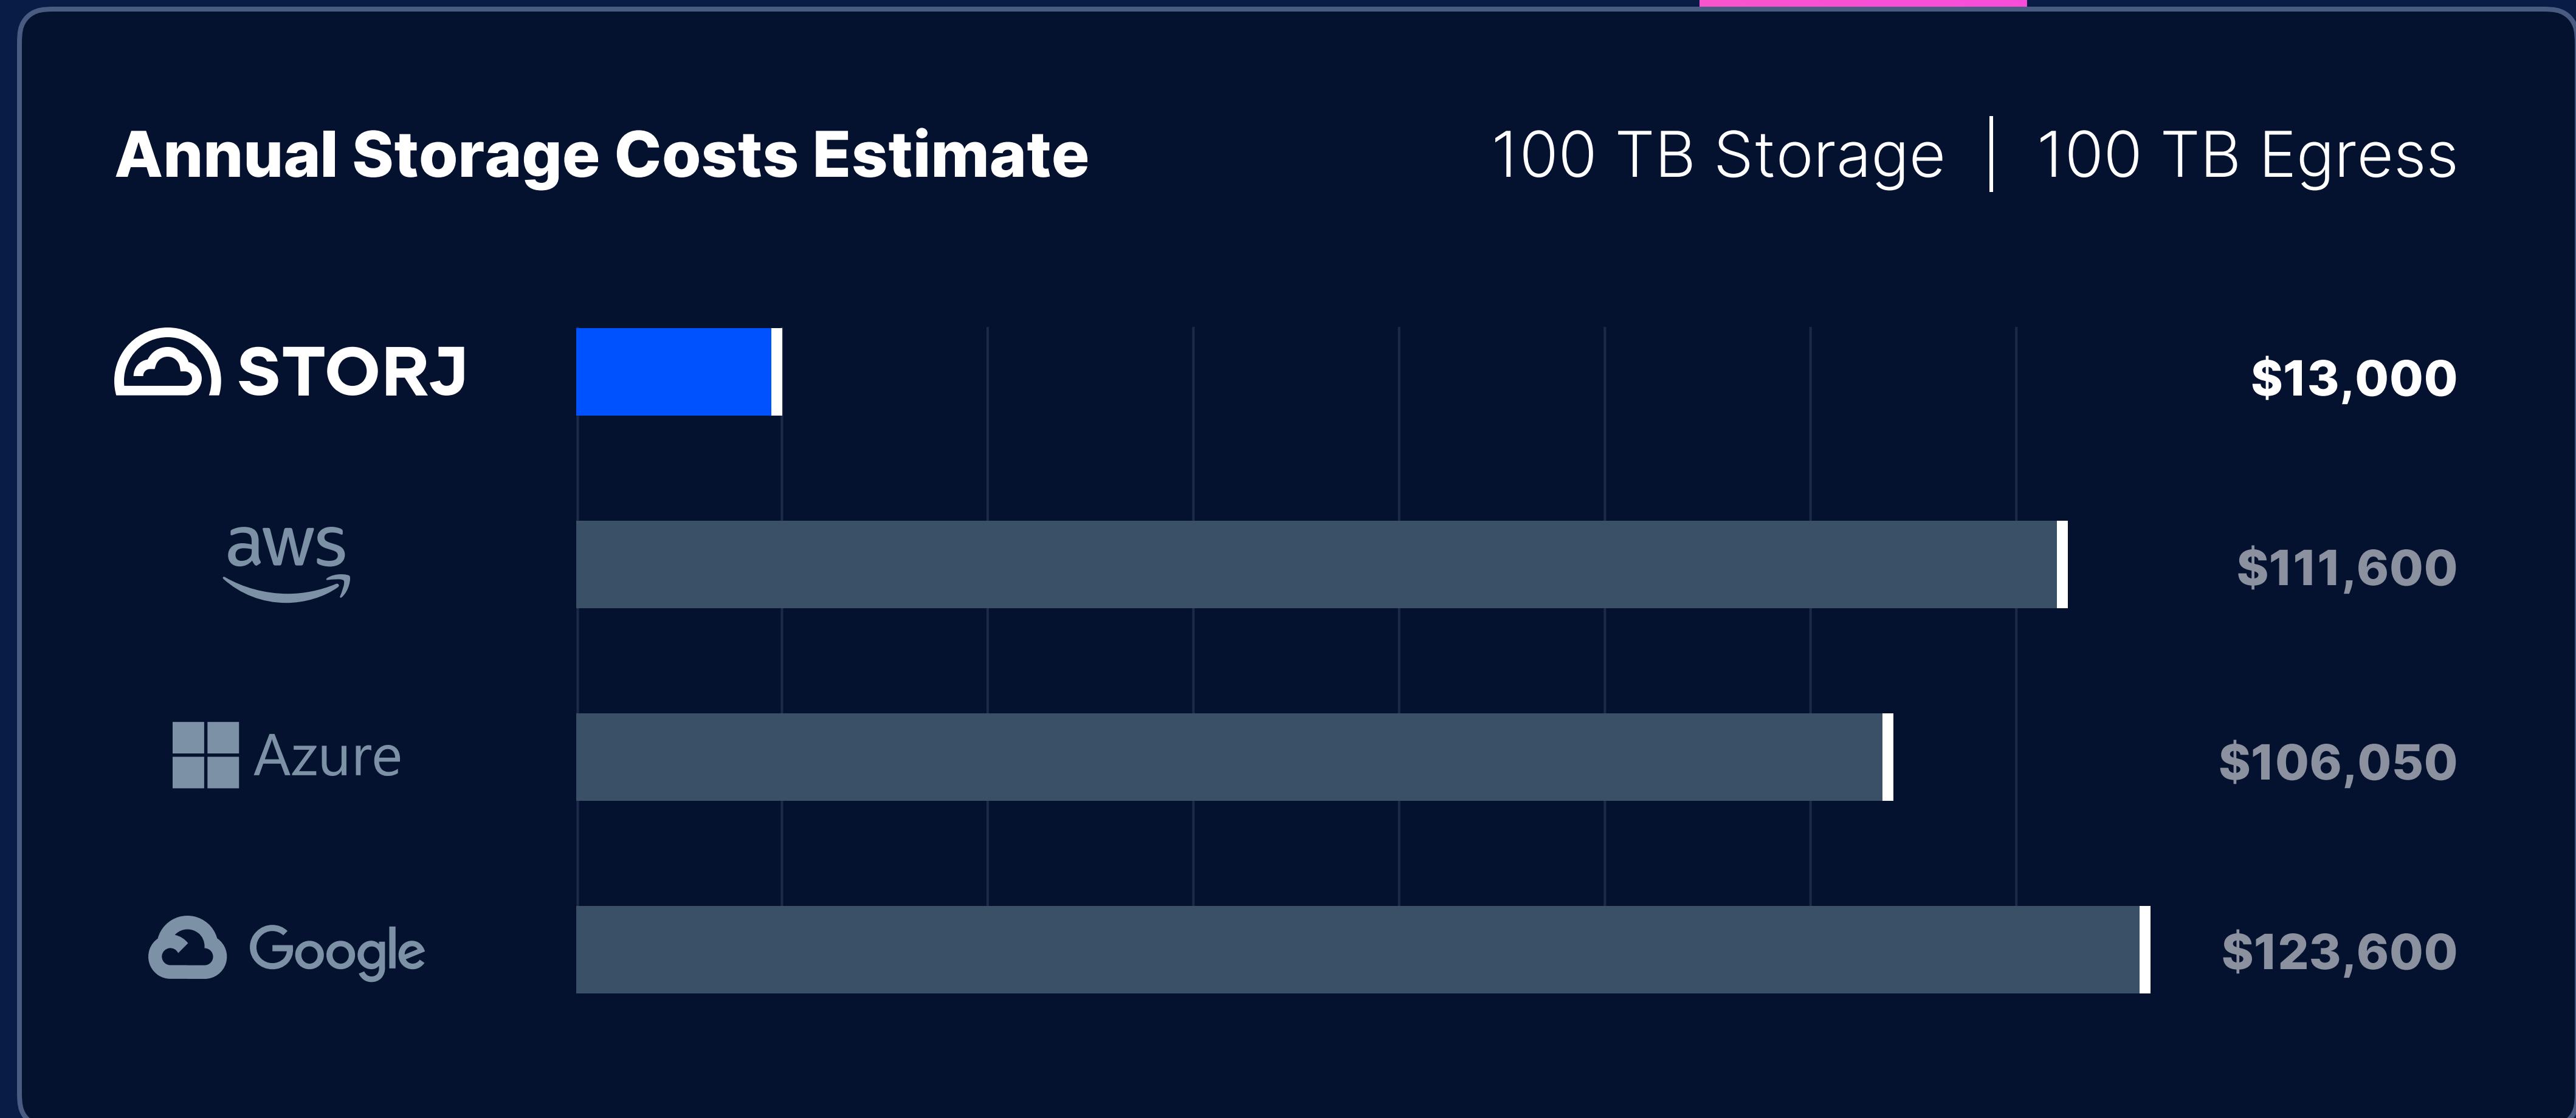 Annual Storage Costs Estimate
100 TB Storage | 100 TB Egress
STORJ
$13,000
aws
$111,600
Azure
$106,050
Google
$123,600